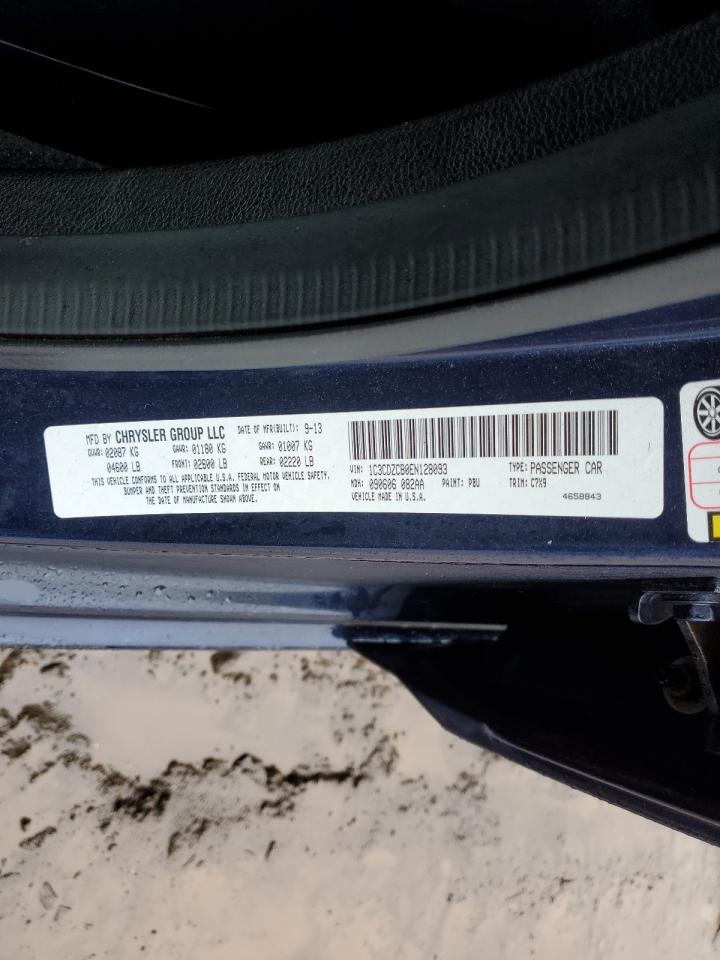 MFD BY CHRYSLER GROUP LLC DATE OF MFR(BUILT): 9-13
GVWR: 02087 KG GAWR: 01180 KG GAWR: 01007 KG
04600 LB FRONT: 02600 LB REAR: 02220 LB
THIS VEHICLE CONFORMS TO ALL APPLICABLE U.S.A. FEDERAL MOTOR VEHICLE SAFETY,
BUMPER AND THEFT PREVENTION STANDARDS IN EFFECT ON
THE DATE OF MANUFACTURE SHOWN ABOVE.
VIN: 1C3CDZCB0EN128093 TYPE: PASSENGER CAR
MDH: 090606 082AA PAINT: PBU TRIM: C7X9
VEHICLE MADE IN U.S.A. 4658843